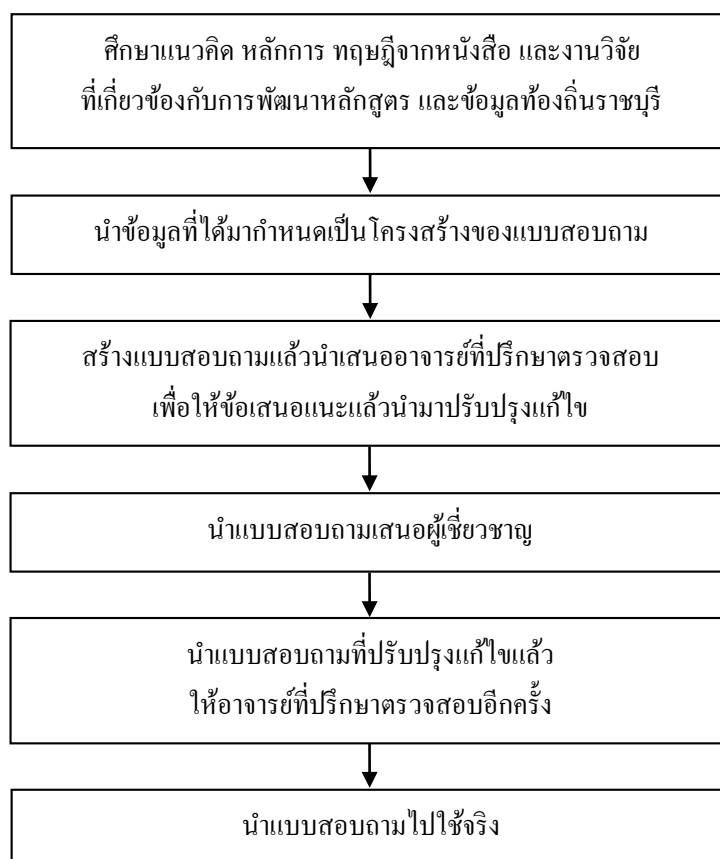 ศึกษาแนวคิด หลักการ ทฤษฎีจากหนังสือ และงานวิจัย
ที่เกี่ยวข้องกับการพัฒนาหลักสูตร และข้อมูลท้องถิ่นราชบุรี
นำข้อมูลที่ได้มากำหนดเป็นโครงสร้างของแบบสอบถาม
สร้างแบบสอบถามแล้วนำเสนออาจารย์ที่ปรึกษาตรวจสอบ
เพื่อให้ข้อเสนอแนะแล้วนำมาปรับปรุงแก้ไข
นำแบบสอบถามเสนอผู้เชี่ยวชาญ
นำแบบสอบถามที่ปรับปรุงแก้ไขแล้ว
ให้อาจารย์ที่ปรึกษาตรวจสอบอีกครั้ง
นำแบบสอบถามไปใช้จริง